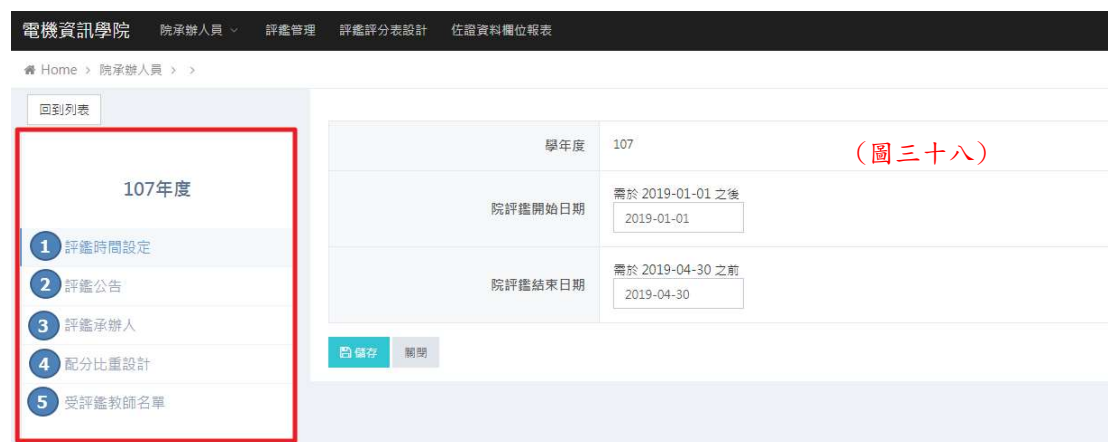 電機資訊學院 院承辦人員 評鑑管理 評鑑評分表設計 佐證資料欄位報表
Home > 院承辦人員 > >
回到列表
學年度 107 (圖三十八)
107年度
需於 2019-01-01 之後
院評鑑開始日期 2019-01-01
1 評鑑時間設定
需於 2019-04-30 之前
2 評鑑公告 院評鑑結束日期 2019-04-30
3 評鑑承辦人
儲存 關閉
4 配分比重設計
5 受評鑑教師名單